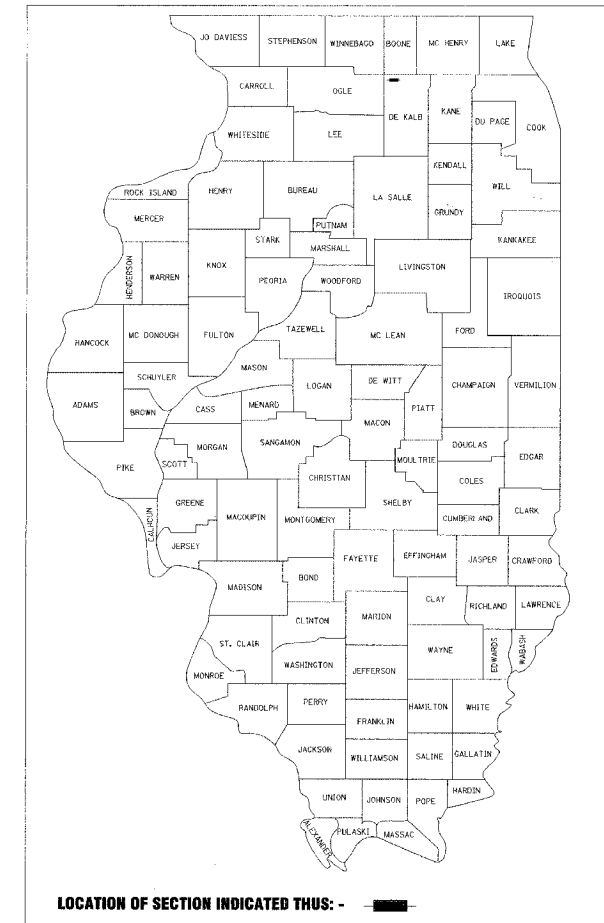 JO DAVIESS STEPHENSON WINNEBAGO BOONE MC HENRY LAKE
CARROLL OGLE
DE KALB KANE DU PAGE COOK
WHITESIDE LEE
KENDALL
WILL
ROCK ISLAND HENRY BUREAU LA SALLE
GRUNDY
MERCER PUTNAM
STARK MARSHALL KANKAKEE
HENDERSON WARREN KNOX PEORIA WOODFORD LIVINGSTON
IROQUOIS
HANCOCK MC DONOUGH FULTON TAZEWELL MC LEAN FORD
MASON
SCHUYLER LOGAN DE WITT CHAMPAIGN VERMILION
ADAMS BROWN CASS MENARD PIATT
MACON
MORGAN SANGAMON DOUGLAS EDGAR
PIKE SCOTT MOULTRIE
CHRISTIAN COLES
GREENE SHELBY
CALHOUN MACOUPIN MONTGOMERY CUMBERLAND CLARK
JERSEY
FAYETTE EFFINGHAM JASPER CRAWFORD
MADISON BOND
CLAY RICHLAND LAWRENCE
CLINTON MARION
ST. CLAIR WAYNE EDWARDS WABASH
WASHINGTON JEFFERSON
MONROE
RANDOLPH PERRY HAMILTON WHITE
FRANKLIN
JACKSON WILLIAMSON SALINE GALLATIN
HARDIN
UNION JOHNSON POPE
ALEXANDER PULASKI MASSAC
LOCATION OF SECTION INDICATED THUS: -